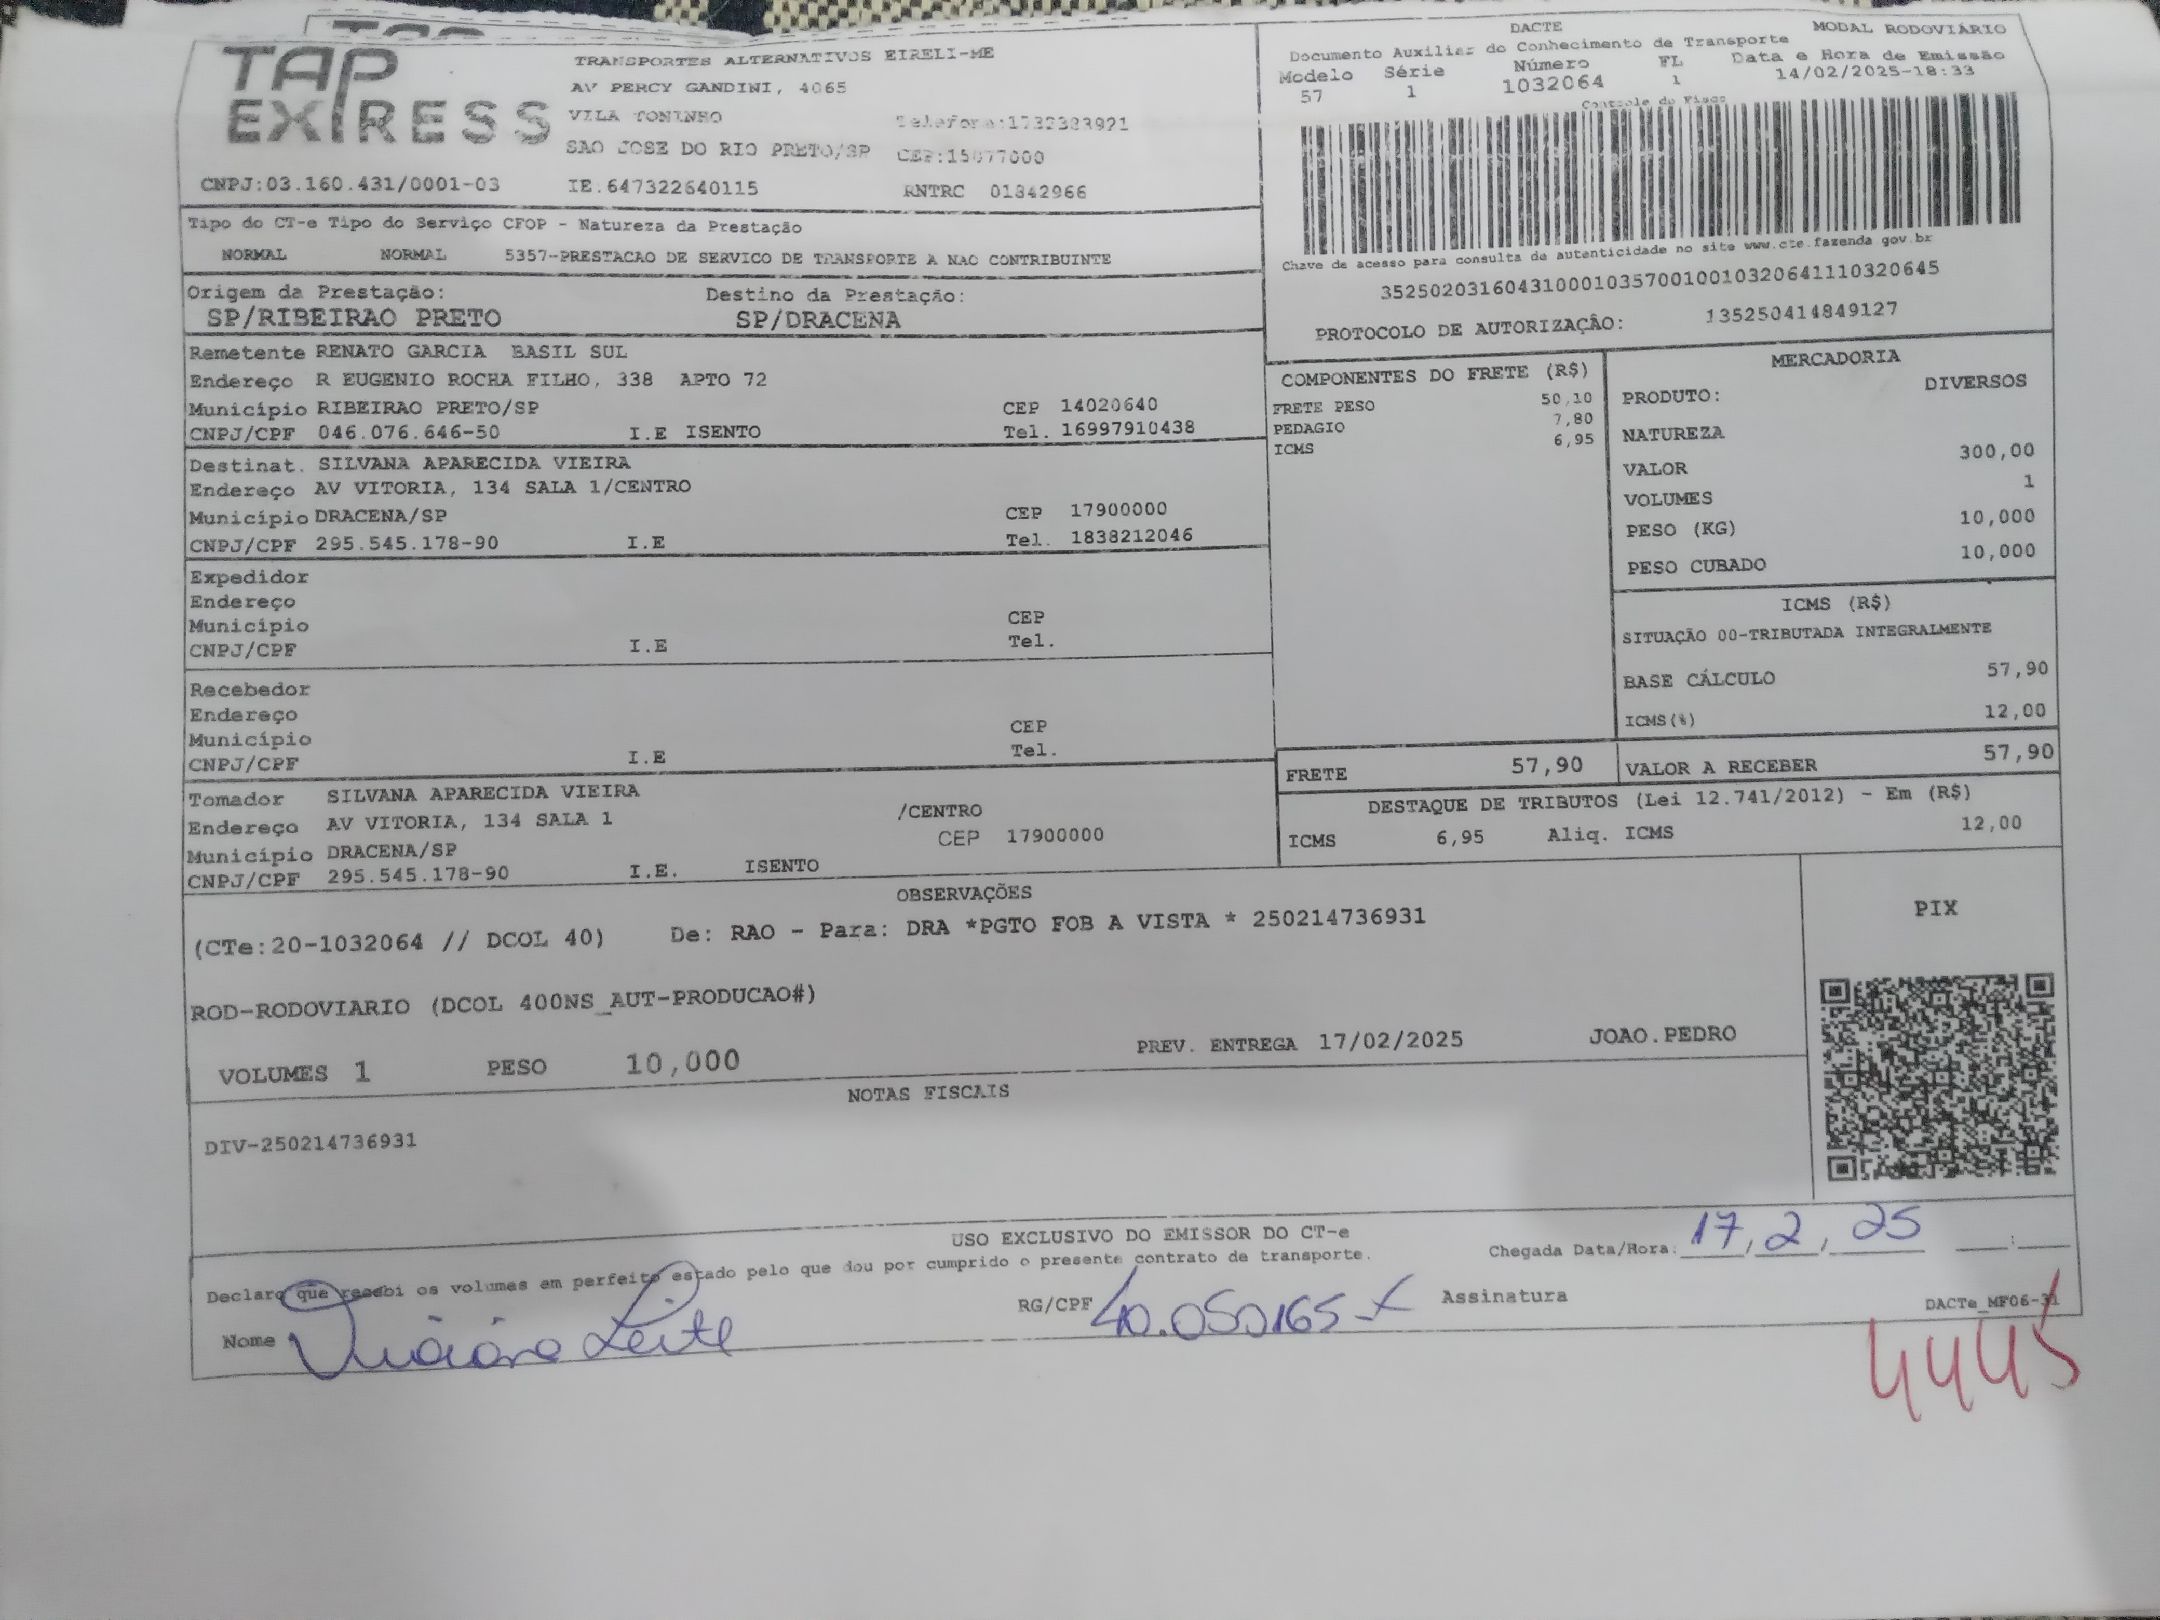 TAP EXPRESS
TRANSPORTES ALTERNATIVOS EIRELI-ME
AV PERCY GANDINI, 4065
VILA TONINHO Telefone:1732323921
SAO JOSE DO RIO PRETO/SP CEP:15077000
CNPJ:03.160.431/0001-03 IE.647322640115 RNTRC 01842966
DACTE MODAL RODOVIÁRIO
Documento Auxiliar do Conhecimento de Transporte
Modelo Série Número FL Data e Hora de Emissão
57 1 1032064 1 14/02/2025-18:33
Controle do Fisco
Chave de acesso para consulta de autenticidade no site www.cte.fazenda gov.br
35250203160431000103570010010320641110320645
PROTOCOLO DE AUTORIZAÇÃO: 135250414849127
Tipo do CT-e Tipo do Serviço CFOP - Natureza da Prestação
NORMAL NORMAL 5357-PRESTACAO DE SERVICO DE TRANSPORTE A NAO CONTRIBUINTE
Origem da Prestação: Destino da Prestação:
SP/RIBEIRAO PRETO SP/DRACENA
Remetente RENATO GARCIA BASIL SUL
Endereço R EUGENIO ROCHA FILHO, 338 APTO 72
Município RIBEIRAO PRETO/SP CEP 14020640
CNPJ/CPF 046.076.646-50 I.E ISENTO Tel. 16997910438
Destinat. SILVANA APARECIDA VIEIRA
Endereço AV VITORIA, 134 SALA 1/CENTRO
Município DRACENA/SP CEP 17900000
CNPJ/CPF 295.545.178-90 I.E Tel. 1838212046
Expedidor
Endereço
Município CEP
CNPJ/CPF I.E Tel.
Recebedor
Endereço
Município CEP
CNPJ/CPF I.E Tel.
Tomador SILVANA APARECIDA VIEIRA
Endereço AV VITORIA, 134 SALA 1 /CENTRO
Município DRACENA/SP CEP 17900000
CNPJ/CPF 295.545.178-90 I.E. ISENTO
COMPONENTES DO FRETE (R$)
FRETE PESO 50,10
PEDAGIO 7,80
ICMS 6,95
MERCADORIA
PRODUTO: DIVERSOS
NATUREZA
VALOR 300,00
VOLUMES 1
PESO (KG) 10,000
PESO CUBADO 10,000
ICMS (R$)
SITUAÇÃO 00-TRIBUTADA INTEGRALMENTE
BASE CÁLCULO 57,90
ICMS(%) 12,00
FRETE 57,90 VALOR A RECEBER 57,90
DESTAQUE DE TRIBUTOS (Lei 12.741/2012) - Em (R$)
ICMS 6,95 Aliq. ICMS 12,00
OBSERVAÇÕES
(CTe:20-1032064 // DCOL 40) De: RAO - Para: DRA *PGTO FOB A VISTA * 250214736931
ROD-RODOVIARIO (DCOL 400NS_AUT-PRODUCAO#)
VOLUMES 1 PESO 10,000 PREV. ENTREGA 17/02/2025 JOAO.PEDRO
PIX
NOTAS FISCAIS
DIV-250214736931
USO EXCLUSIVO DO EMISSOR DO CT-e
Declaro que recebi os volumes em perfeito estado pelo que dou por cumprido o presente contrato de transporte. Chegada Data/Hora: 17/2/25 :
Nome Leite RG/CPF 40.050165-X Assinatura
DACTe_MF06-31
4445